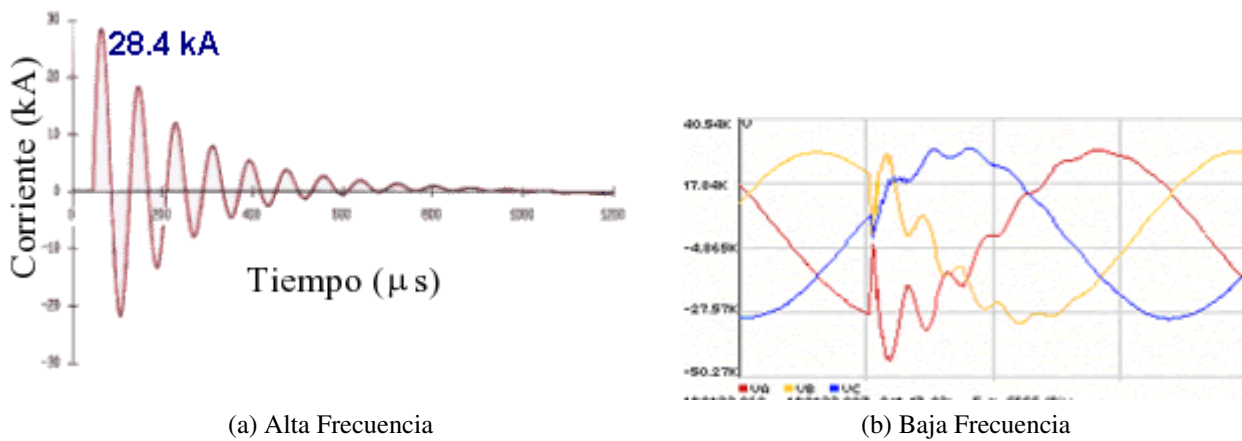 30
28.4 kA
20
10
0
0
200
400
600
800
1000
1200
-10
-20
-30
Corriente (kA)
Tiempo (μs)
40.54K V
17.84K
-4.865K
-27.57K
-50.27K
VA VB VC
(a) Alta Frecuencia
(b) Baja Frecuencia